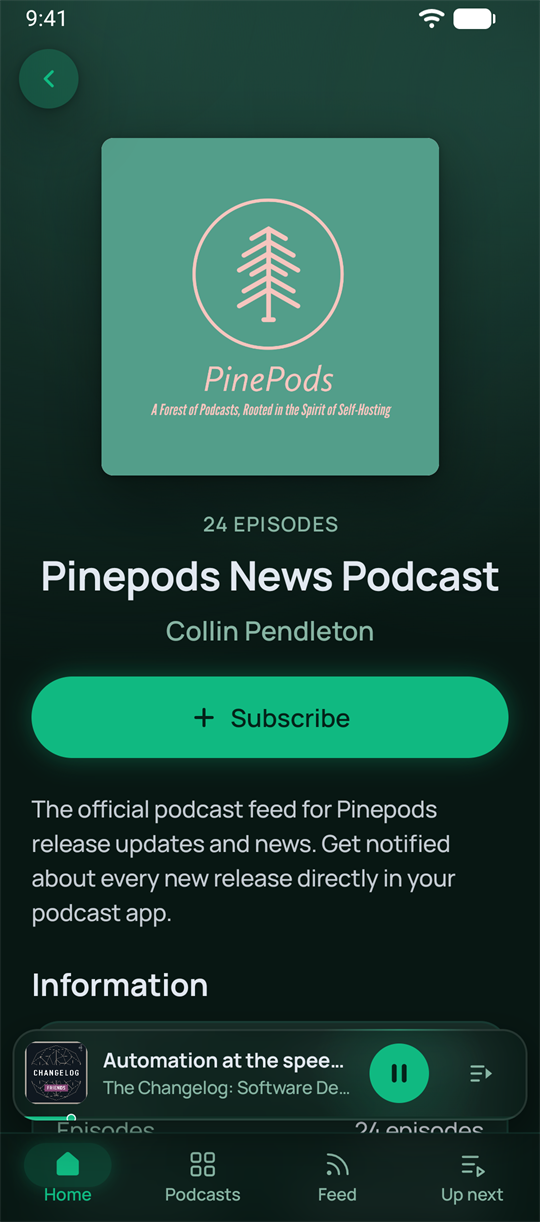 9:41
PinePods
A Forest of Podcasts, Rooted in the Spirit of Self-Hosting
24 EPISODES
Pinepods News Podcast
Collin Pendleton
+ Subscribe
The official podcast feed for Pinepods
release updates and news. Get notified
about every new release directly in your
podcast app.
Information
CHANGELOG
FRIENDS
Automation at the spee...
The Changelog: Software De...
Episodes 24 episodes
Home Podcasts Feed Up next